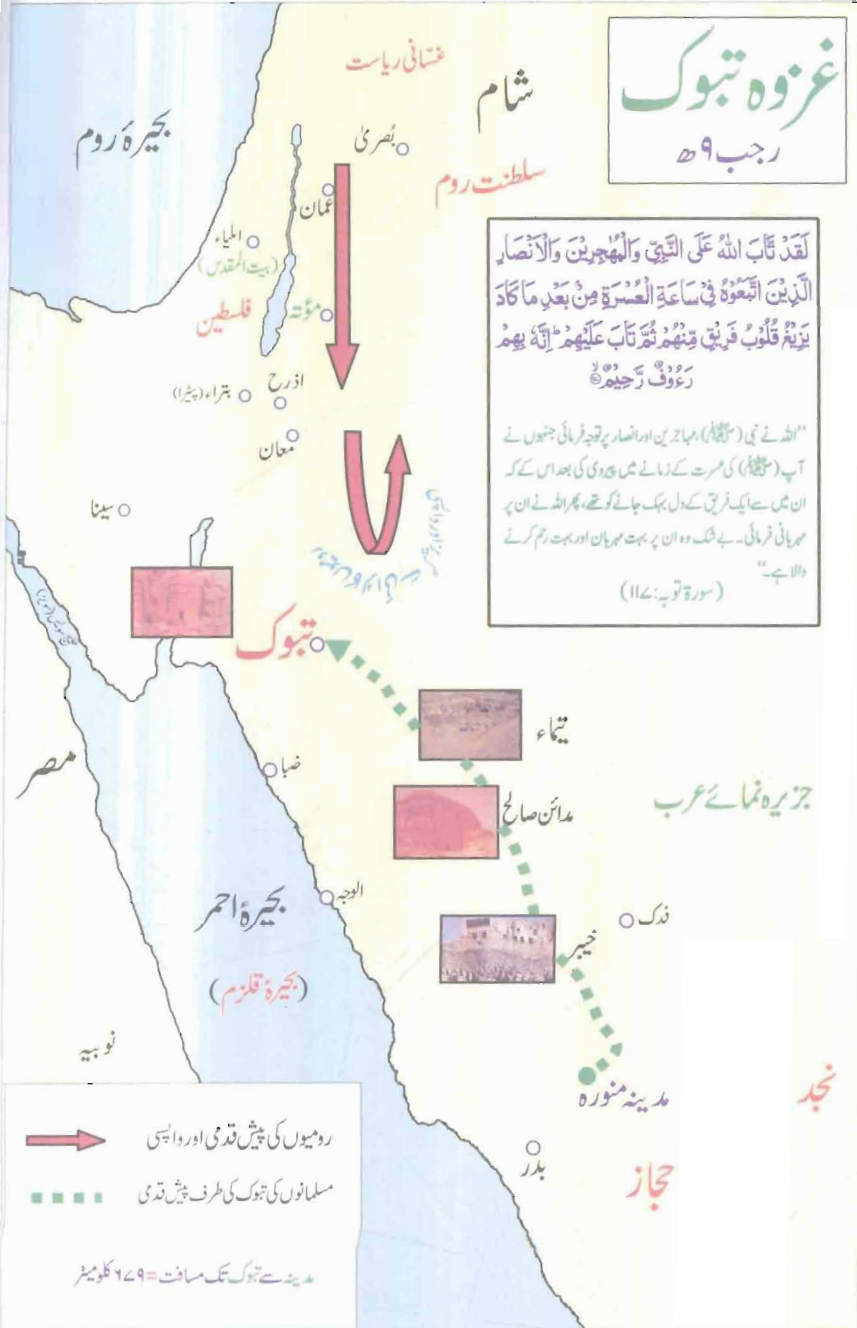 غزوہ تبوک
رجب ۹ھ
غسانی ریاست
شام
بحیرۂ روم
بُصریٰ
سلطنت روم
عمان
ایلیاء
(بیت المقدس)
فلسطین
مؤتہ
اذرح
بتراء (پیٹرا)
معان
سینا
لَقَدْ تَّابَ اللّٰهُ عَلَى النَّبِيِّ وَالْمُهٰجِرِيْنَ وَالْاَنْصَارِ
الَّذِيْنَ اتَّبَعُوْهُ فِيْ سَاعَةِ الْعُسْرَةِ مِنْۢ بَعْدِ مَا كَادَ
يَزِيْغُ قُلُوْبُ فَرِيْقٍ مِّنْهُمْ ثُمَّ تَابَ عَلَيْهِمْ ؕ اِنَّهٗ بِهِمْ
رَءُوْفٌ رَّحِيْمٌ
”اللہ نے نبی (ﷺ)، مہاجرین اور انصار پر توجہ فرمائی جنہوں نے
آپ (ﷺ) کی عسرت کے زمانے میں پیروی کی بعد اس کے کہ
ان میں سے ایک فریق کے دل بہک جانے کو تھے، پھر اللہ نے ان پر
مہربانی فرمائی۔ بے شک وہ ان پر بہت مہربان اور بہت رحم کرنے
والا ہے۔“
(سورۃ توبہ: ۱۱۷)
تبوک
تیماء
مدائن صالح
جزیرہ نمائے عرب
مصر
ضبا
الوجہ
بحیرۂ احمر
(بحیرۂ قلزم)
فدک
خیبر
نوبیہ
مدینہ منورہ
نجد
بدر
حجاز
رومیوں کی پیش قدمی اور واپسی
مسلمانوں کی تبوک کی طرف پیش قدمی
مدینہ سے تبوک تک مسافت = ۶۷۹ کلومیٹر